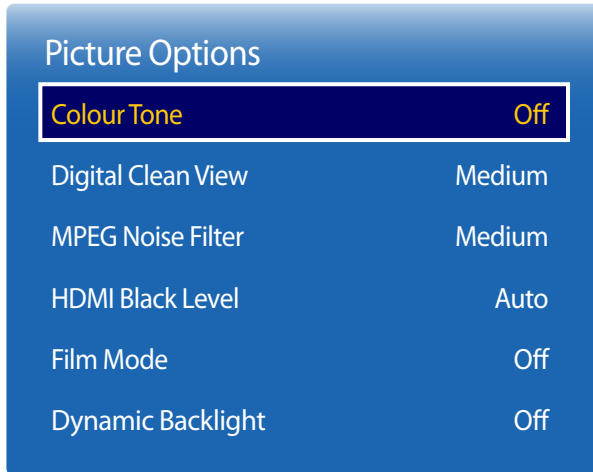 Picture Options
Colour Tone Off
Digital Clean View Medium
MPEG Noise Filter Medium
HDMI Black Level Auto
Film Mode Off
Dynamic Backlight Off